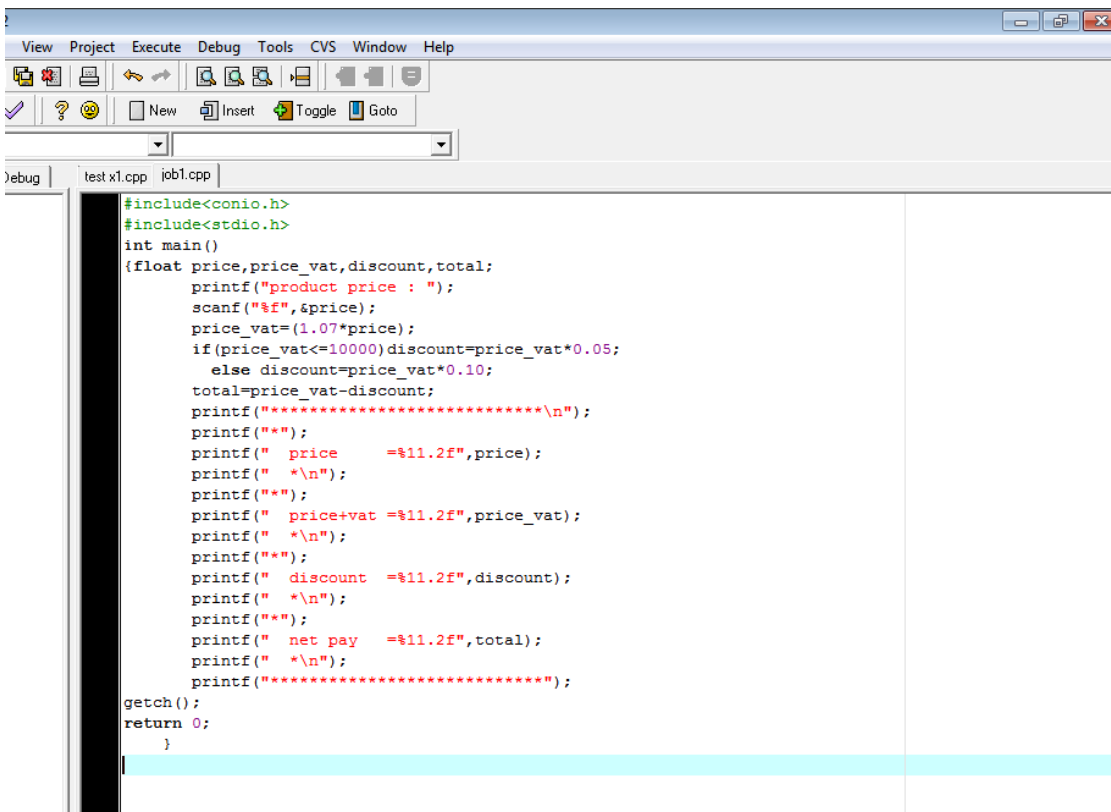 2
View Project Execute Debug Tools CVS Window Help
New Insert Toggle Goto
Debug test x1.cpp job1.cpp
#include<conio.h>
#include<stdio.h>
int main()
{float price,price_vat,discount,total;
printf("product price : ");
scanf("%f",&price);
price_vat=(1.07*price);
if(price_vat<=10000)discount=price_vat*0.05;
else discount=price_vat*0.10;
total=price_vat-discount;
printf("****************************\n");
printf("*");
printf("  price     =%11.2f",price);
printf("  *\n");
printf("*");
printf("  price+vat =%11.2f",price_vat);
printf("  *\n");
printf("*");
printf("  discount  =%11.2f",discount);
printf("  *\n");
printf("*");
printf("  net pay   =%11.2f",total);
printf("  *\n");
printf("****************************");
getch();
return 0;
}